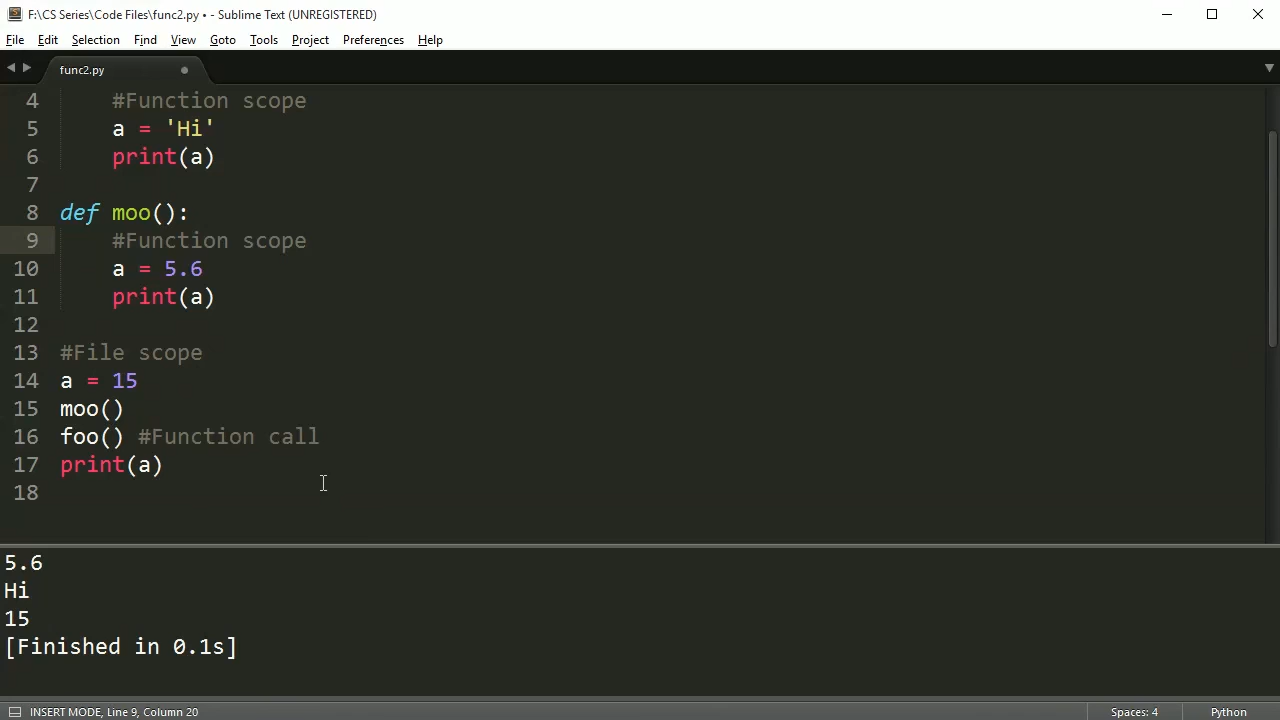 F:\CS Series\Code Files\func2.py • - Sublime Text (UNREGISTERED)
File Edit Selection Find View Goto Tools Project Preferences Help
func2.py
4 #Function scope
5 a = 'Hi'
6 print(a)
7
8 def moo():
9 #Function scope
10 a = 5.6
11 print(a)
12
13 #File scope
14 a = 15
15 moo()
16 foo() #Function call
17 print(a)
18
5.6
Hi
15
[Finished in 0.1s]
INSERT MODE, Line 9, Column 20 Spaces: 4 Python